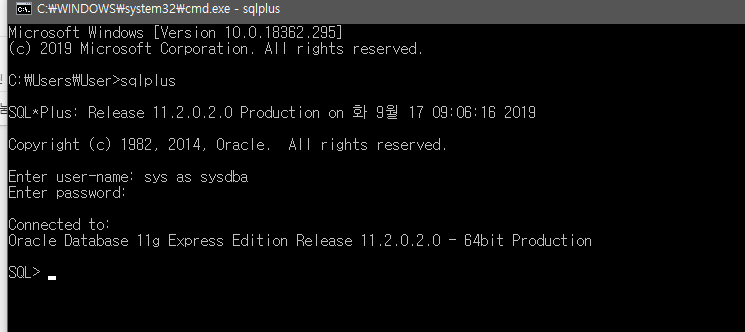 C:₩WINDOWS₩system32₩cmd.exe - sqlplus
Microsoft Windows [Version 10.0.18362.295]
(c) 2019 Microsoft Corporation. All rights reserved.
C:₩Users₩User>sqlplus
SQL*Plus: Release 11.2.0.2.0 Production on 화 9월 17 09:06:16 2019
Copyright (c) 1982, 2014, Oracle.  All rights reserved.
Enter user-name: sys as sysdba
Enter password:
Connected to:
Oracle Database 11g Express Edition Release 11.2.0.2.0 - 64bit Production
SQL>